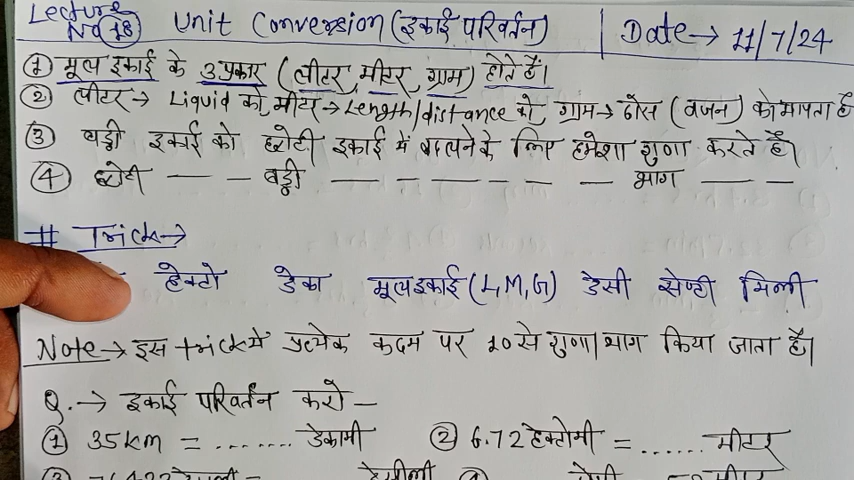 Lecture No 18 Unit Conversion (इकाई परिवर्तन) Date→ 11/7/24
① मूल इकाई के 3 प्रकार (लीटर, मीटर, ग्राम) होते हैं।
② लीटर→ Liquid को, मीटर→Length/distance को, ग्राम→ ठोस (वजन) को मापता है
③ बड़ी इकाई को छोटी इकाई में बदलने के लिए हमेशा गुणा करते हैं।
④ छोटी — — बड़ी — — — — — — भाग — —
# Trick→
हेक्टो डेका मूल इकाई (L, M, G) डेसी सेण्टी मिली
Note→ इस trick में प्रत्येक कदम पर 10 से गुणा/भाग किया जाता है।
Q.→ इकाई परिवर्तन करो—
① 35km = ....... डेकामी ② 6.72 हेक्टोमी = ...... मीटर